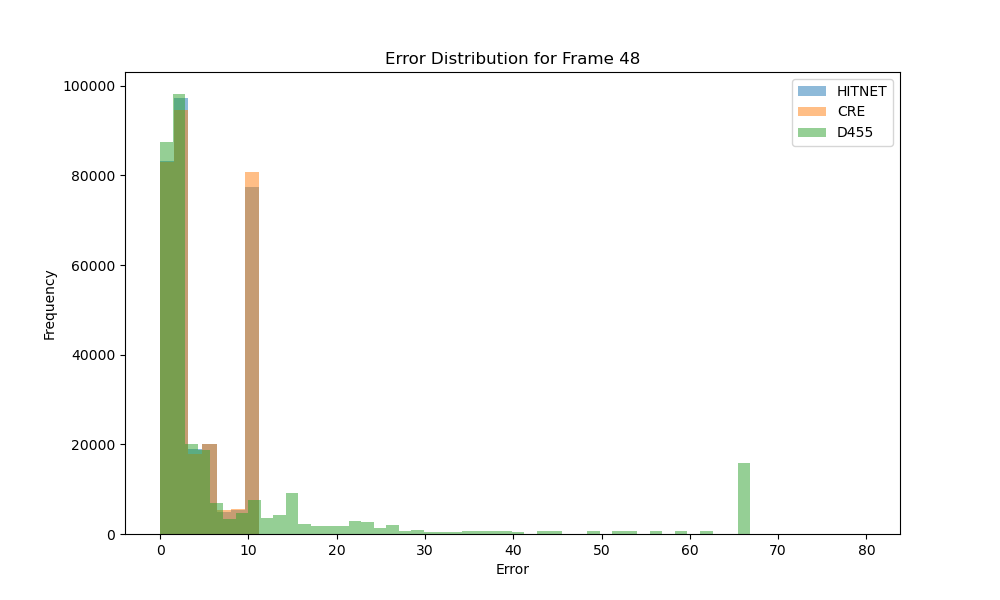 Error Distribution for Frame 48
HITNET
CRE
D455
100000
80000
60000
40000
20000
0
Frequency
0 10 20 30 40 50 60 70 80
Error